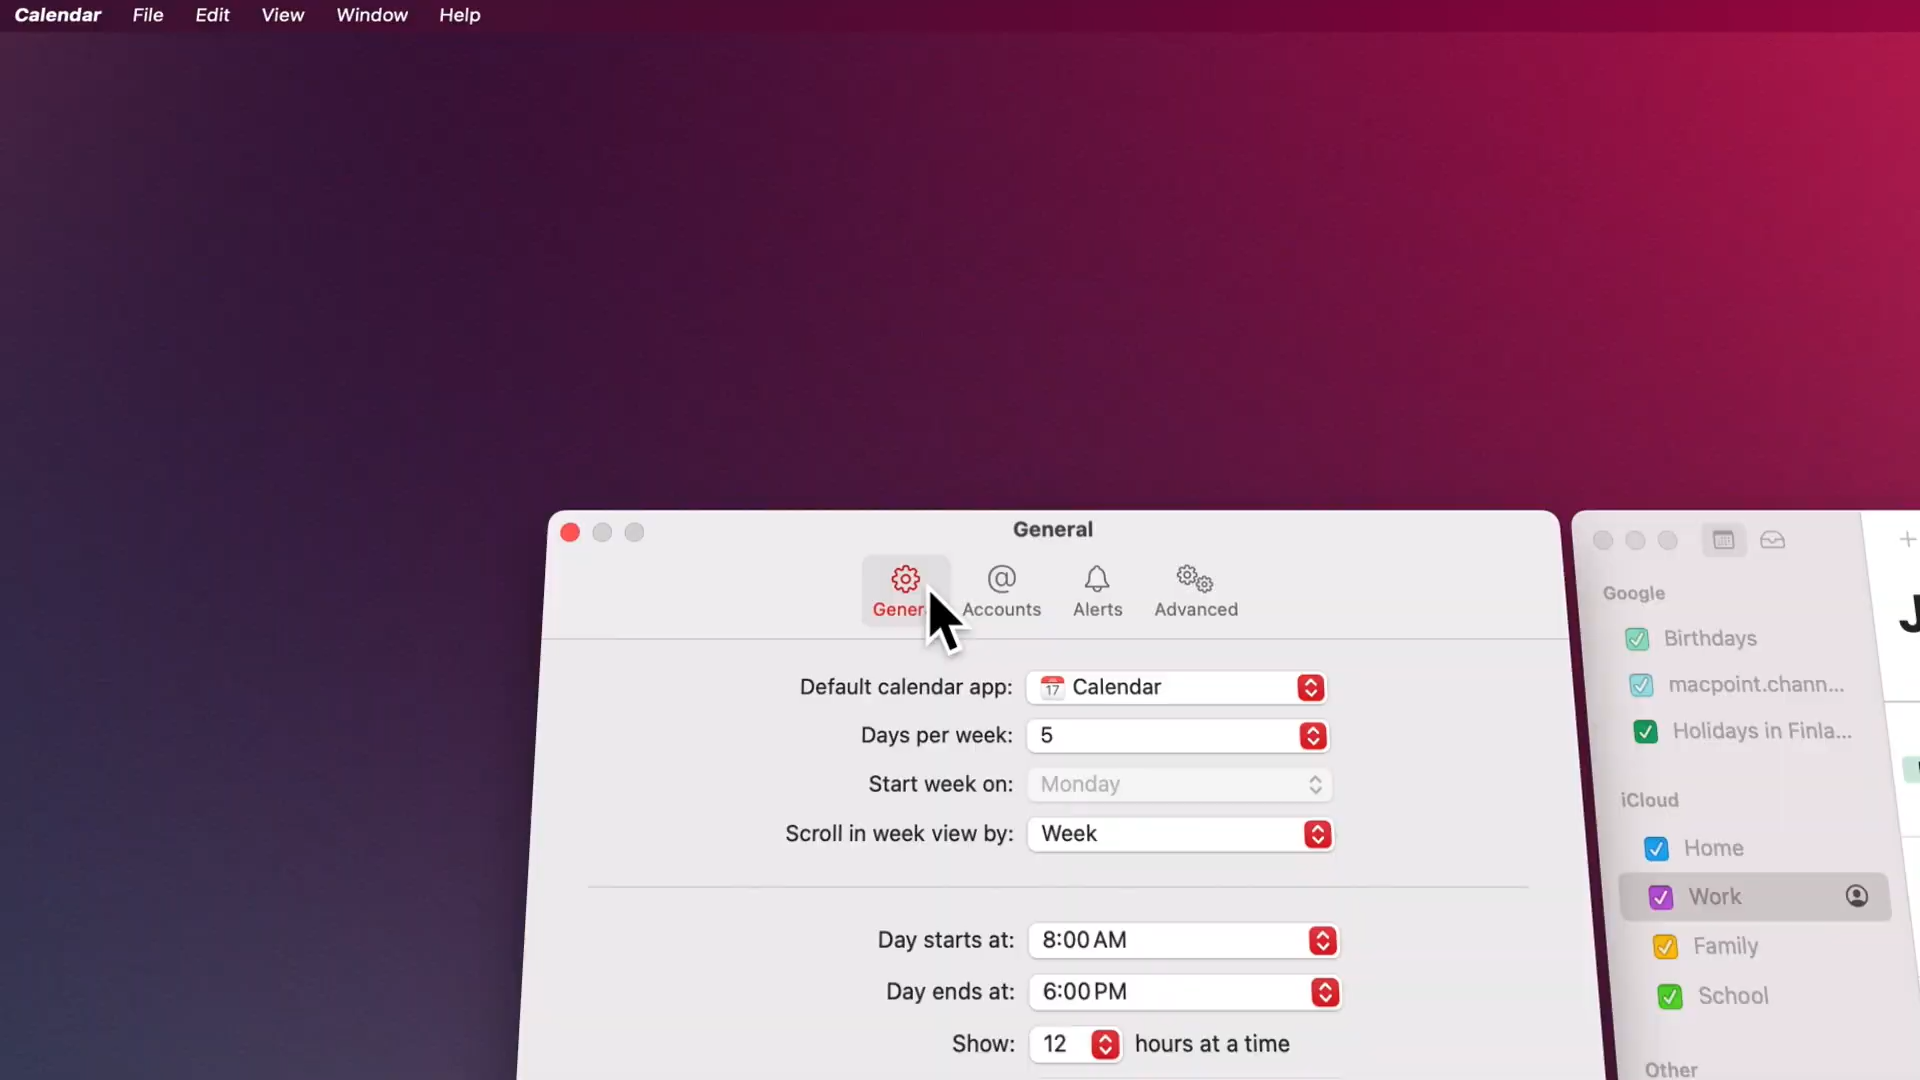 Calendar File Edit View Window Help
General
Accounts Alerts Advanced
Default calendar app: 17 Calendar
Days per week: 5
Start week on: Monday
Scroll in week view by: Week
Day starts at: 8:00 AM
Day ends at: 6:00 PM
Show: 12 hours at a time
Google
Birthdays
macpoint.chann...
Holidays in Finla...
iCloud
Home
Work
Family
School
Other